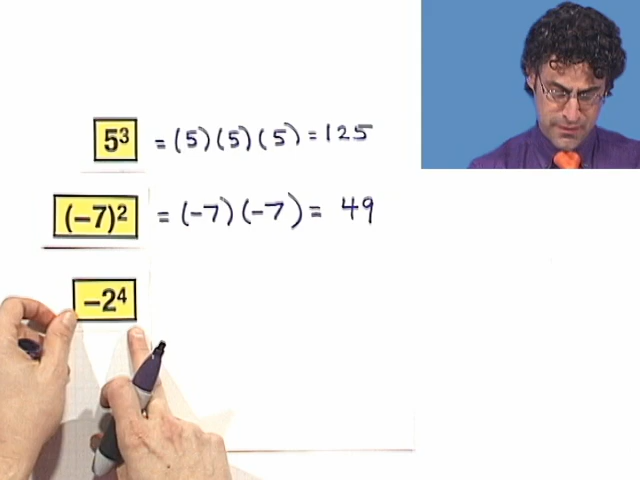 5³ = (5)(5)(5) = 125
(−7)² = (−7)(−7) = 49
−2⁴